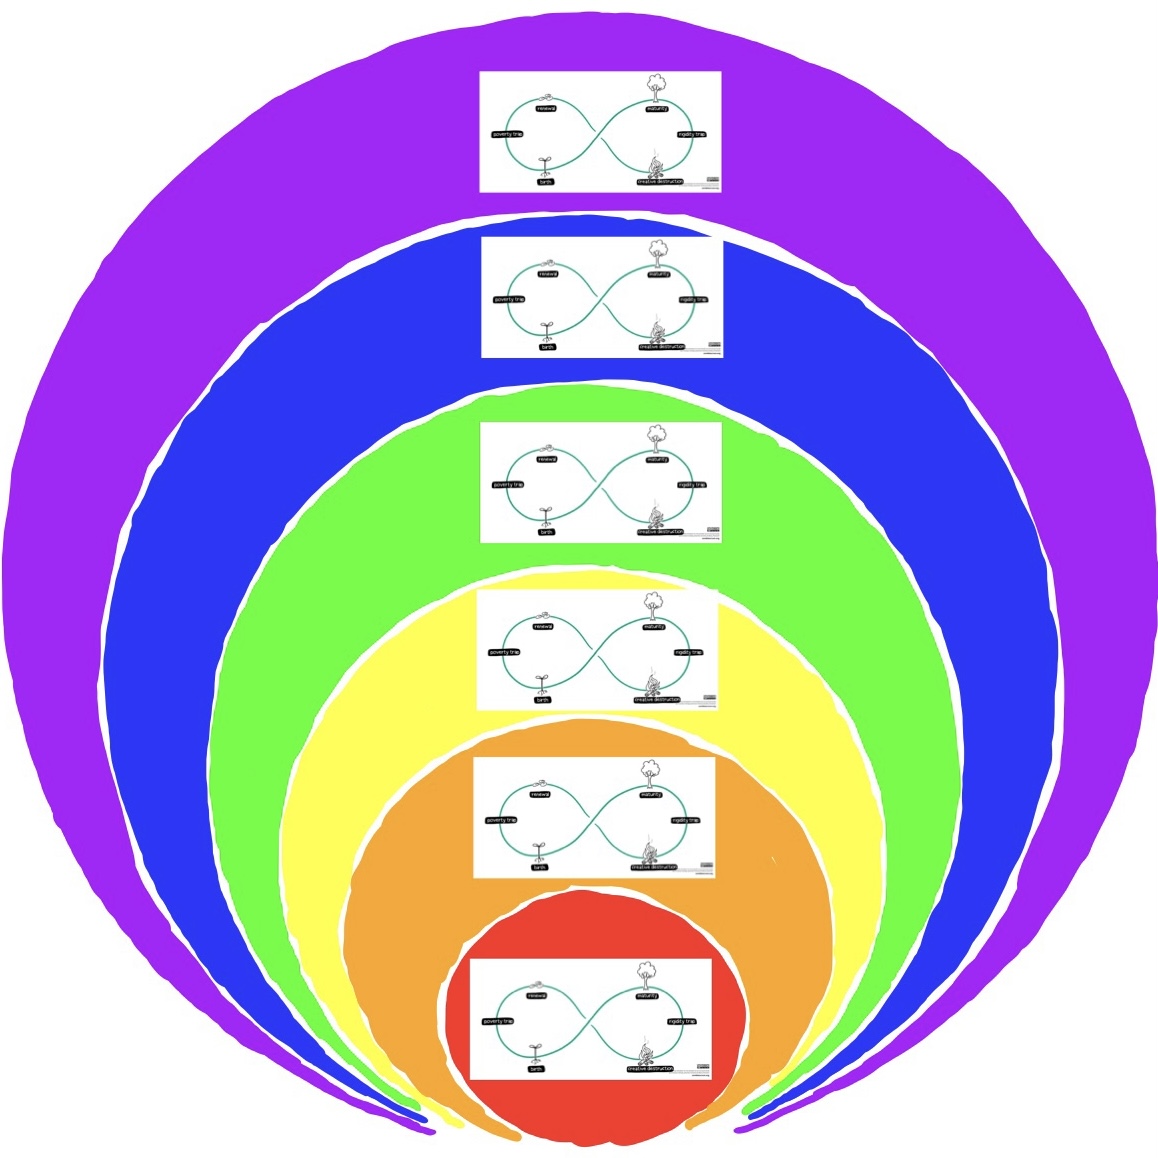 renewal
maturity
poverty trap
rigidity trap
birth
creative destruction
renewal
maturity
poverty trap
rigidity trap
birth
creative destruction
renewal
maturity
poverty trap
rigidity trap
birth
creative destruction
renewal
maturity
poverty trap
rigidity trap
birth
creative destruction
renewal
maturity
poverty trap
rigidity trap
birth
creative destruction
renewal
maturity
poverty trap
rigidity trap
birth
creative destruction